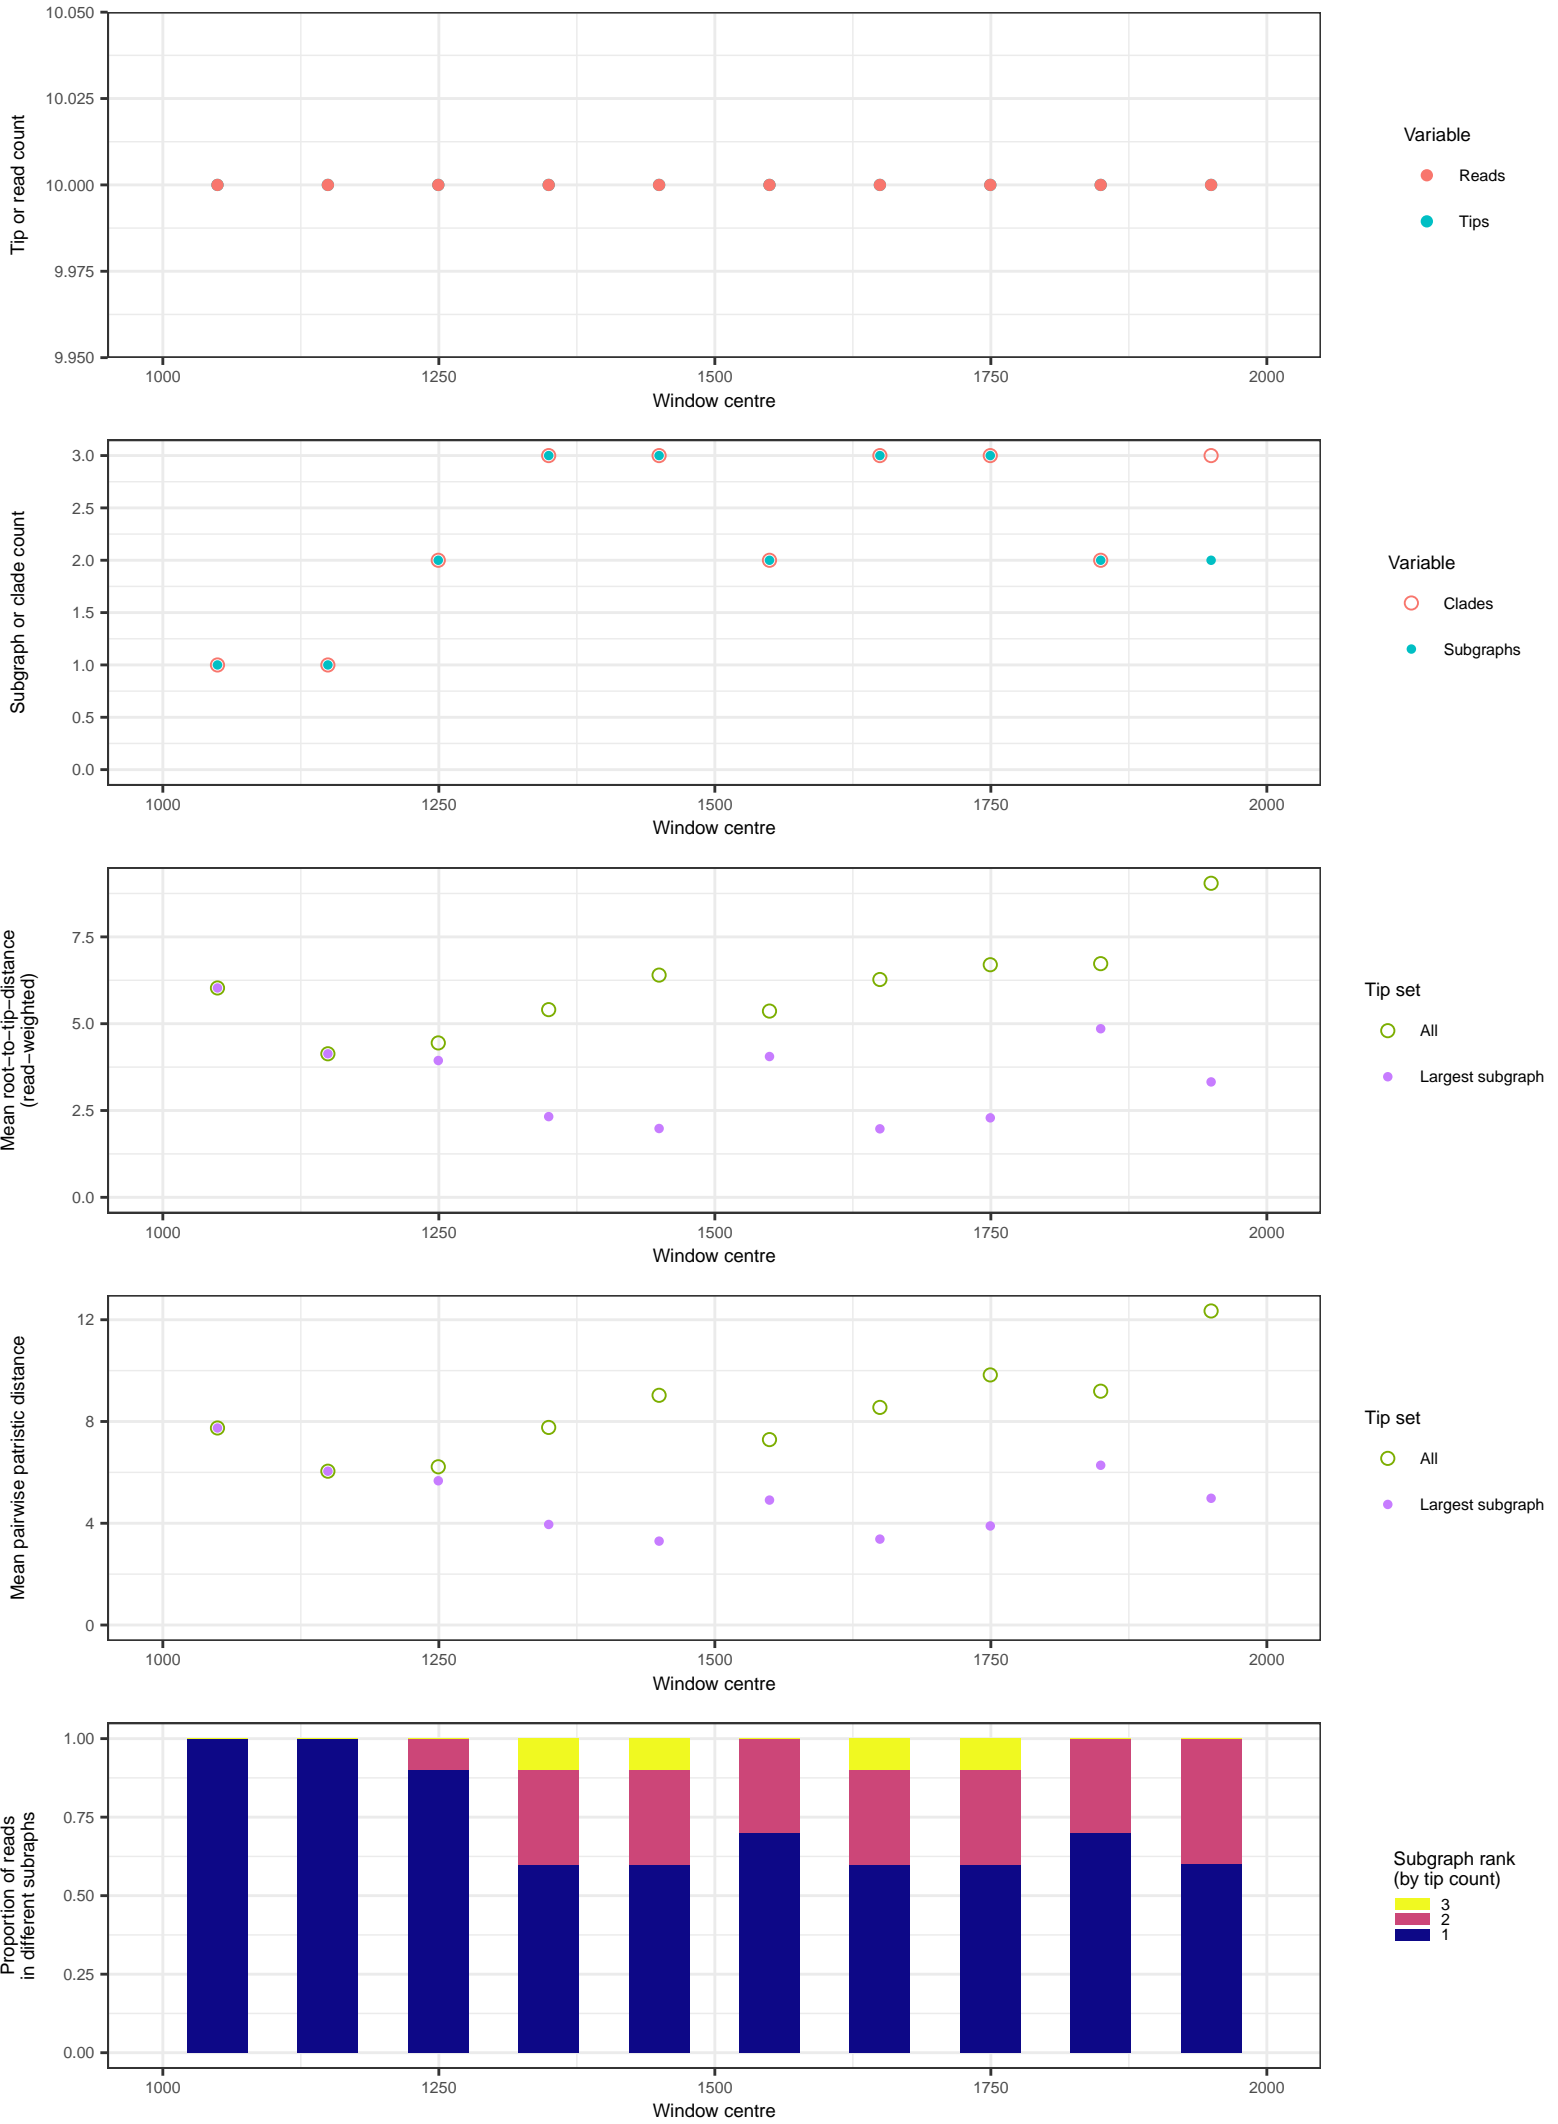 10.050
10.025
10.000
9.975
9.950
Tip or read count
1000 1250 1500 1750 2000
Window centre
Variable
Reads
Tips
3.0
2.5
2.0
1.5
1.0
0.5
0.0
Subgraph or clade count
1000 1250 1500 1750 2000
Window centre
Variable
Clades
Subgraphs
7.5
5.0
2.5
0.0
Mean root−to−tip−distance
(read−weighted)
1000 1250 1500 1750 2000
Window centre
Tip set
All
Largest subgraph
12
8
4
0
Mean pairwise patristic distance
1000 1250 1500 1750 2000
Window centre
Tip set
All
Largest subgraph
1.00
0.75
0.50
0.25
0.00
Proportion of reads
in different subraphs
1000 1250 1500 1750 2000
Window centre
Subgraph rank
(by tip count)
3
2
1